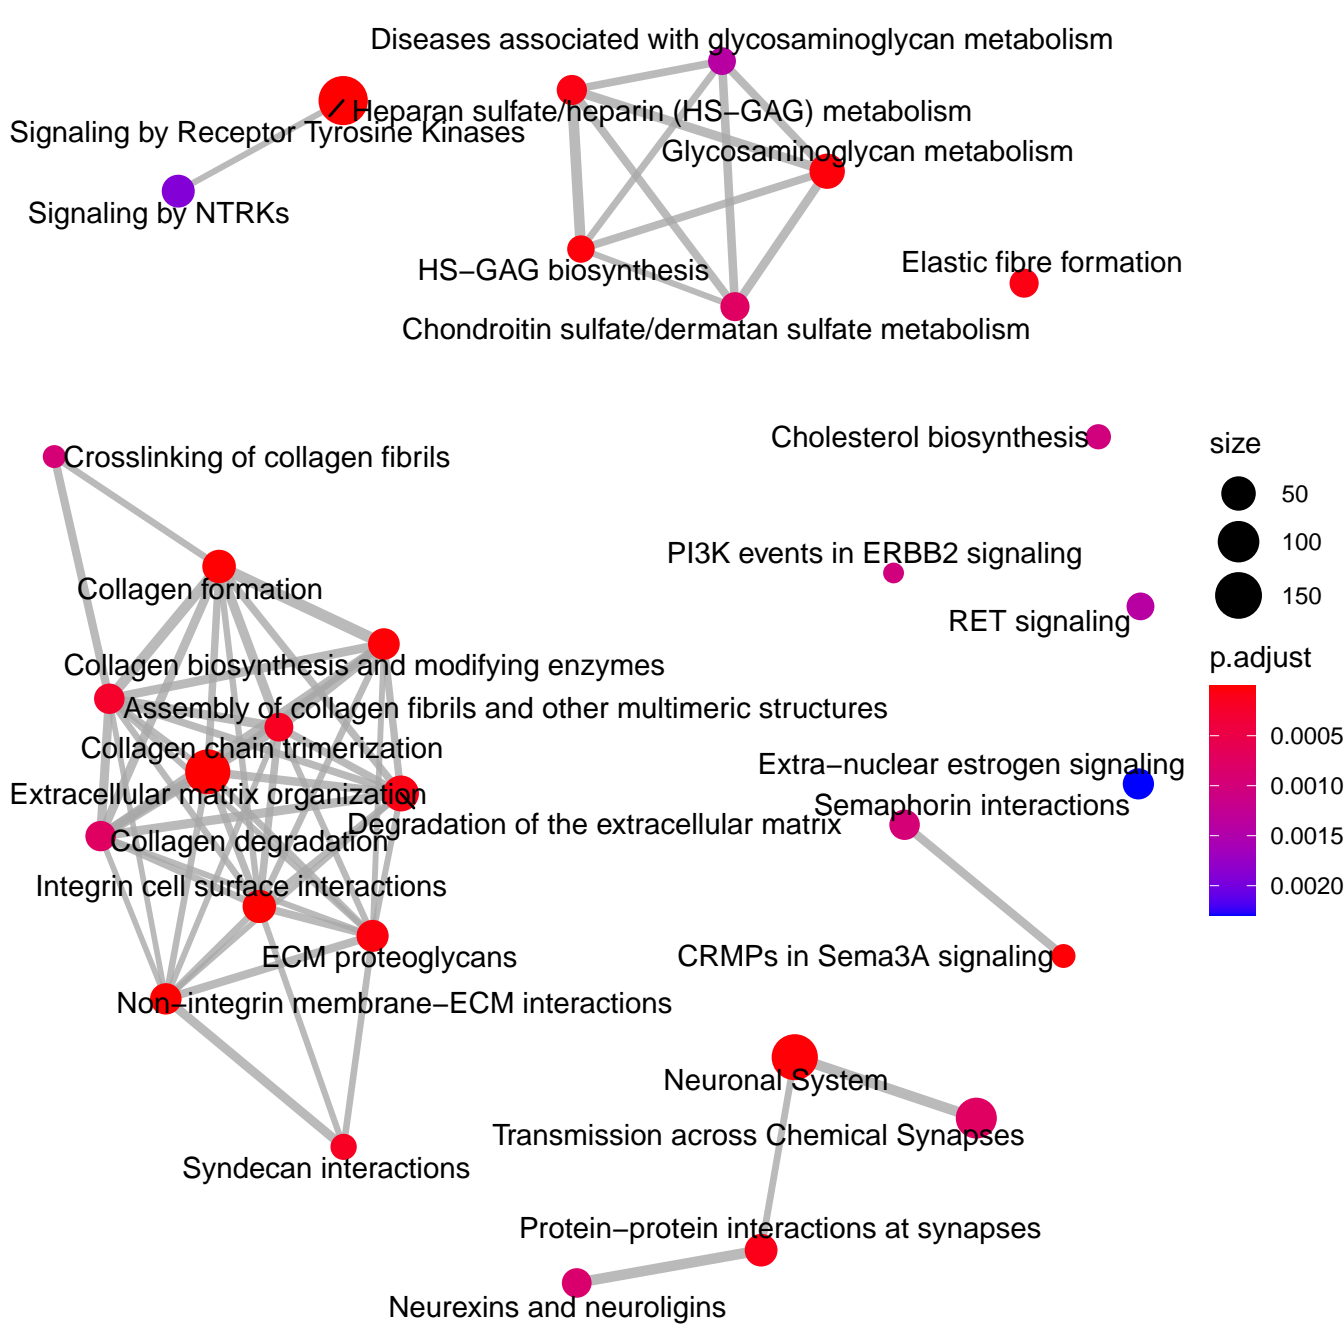 Diseases associated with glycosaminoglycan metabolism
Heparan sulfate/heparin (HS−GAG) metabolism
Signaling by Receptor Tyrosine Kinases
Glycosaminoglycan metabolism
Signaling by NTRKs
Elastic fibre formation
HS−GAG biosynthesis
Chondroitin sulfate/dermatan sulfate metabolism
Cholesterol biosynthesis
Crosslinking of collagen fibrils
PI3K events in ERBB2 signaling
Collagen formation
RET signaling
Collagen biosynthesis and modifying enzymes
Assembly of collagen fibrils and other multimeric structures
Collagen chain trimerization
Extra−nuclear estrogen signaling
Extracellular matrix organization
Semaphorin interactions
Degradation of the extracellular matrix
Collagen degradation
Integrin cell surface interactions
ECM proteoglycans
CRMPs in Sema3A signaling
Non−integrin membrane−ECM interactions
Neuronal System
Transmission across Chemical Synapses
Syndecan interactions
Protein−protein interactions at synapses
Neurexins and neuroligins
size
50
100
150
p.adjust
0.0005
0.0010
0.0015
0.0020